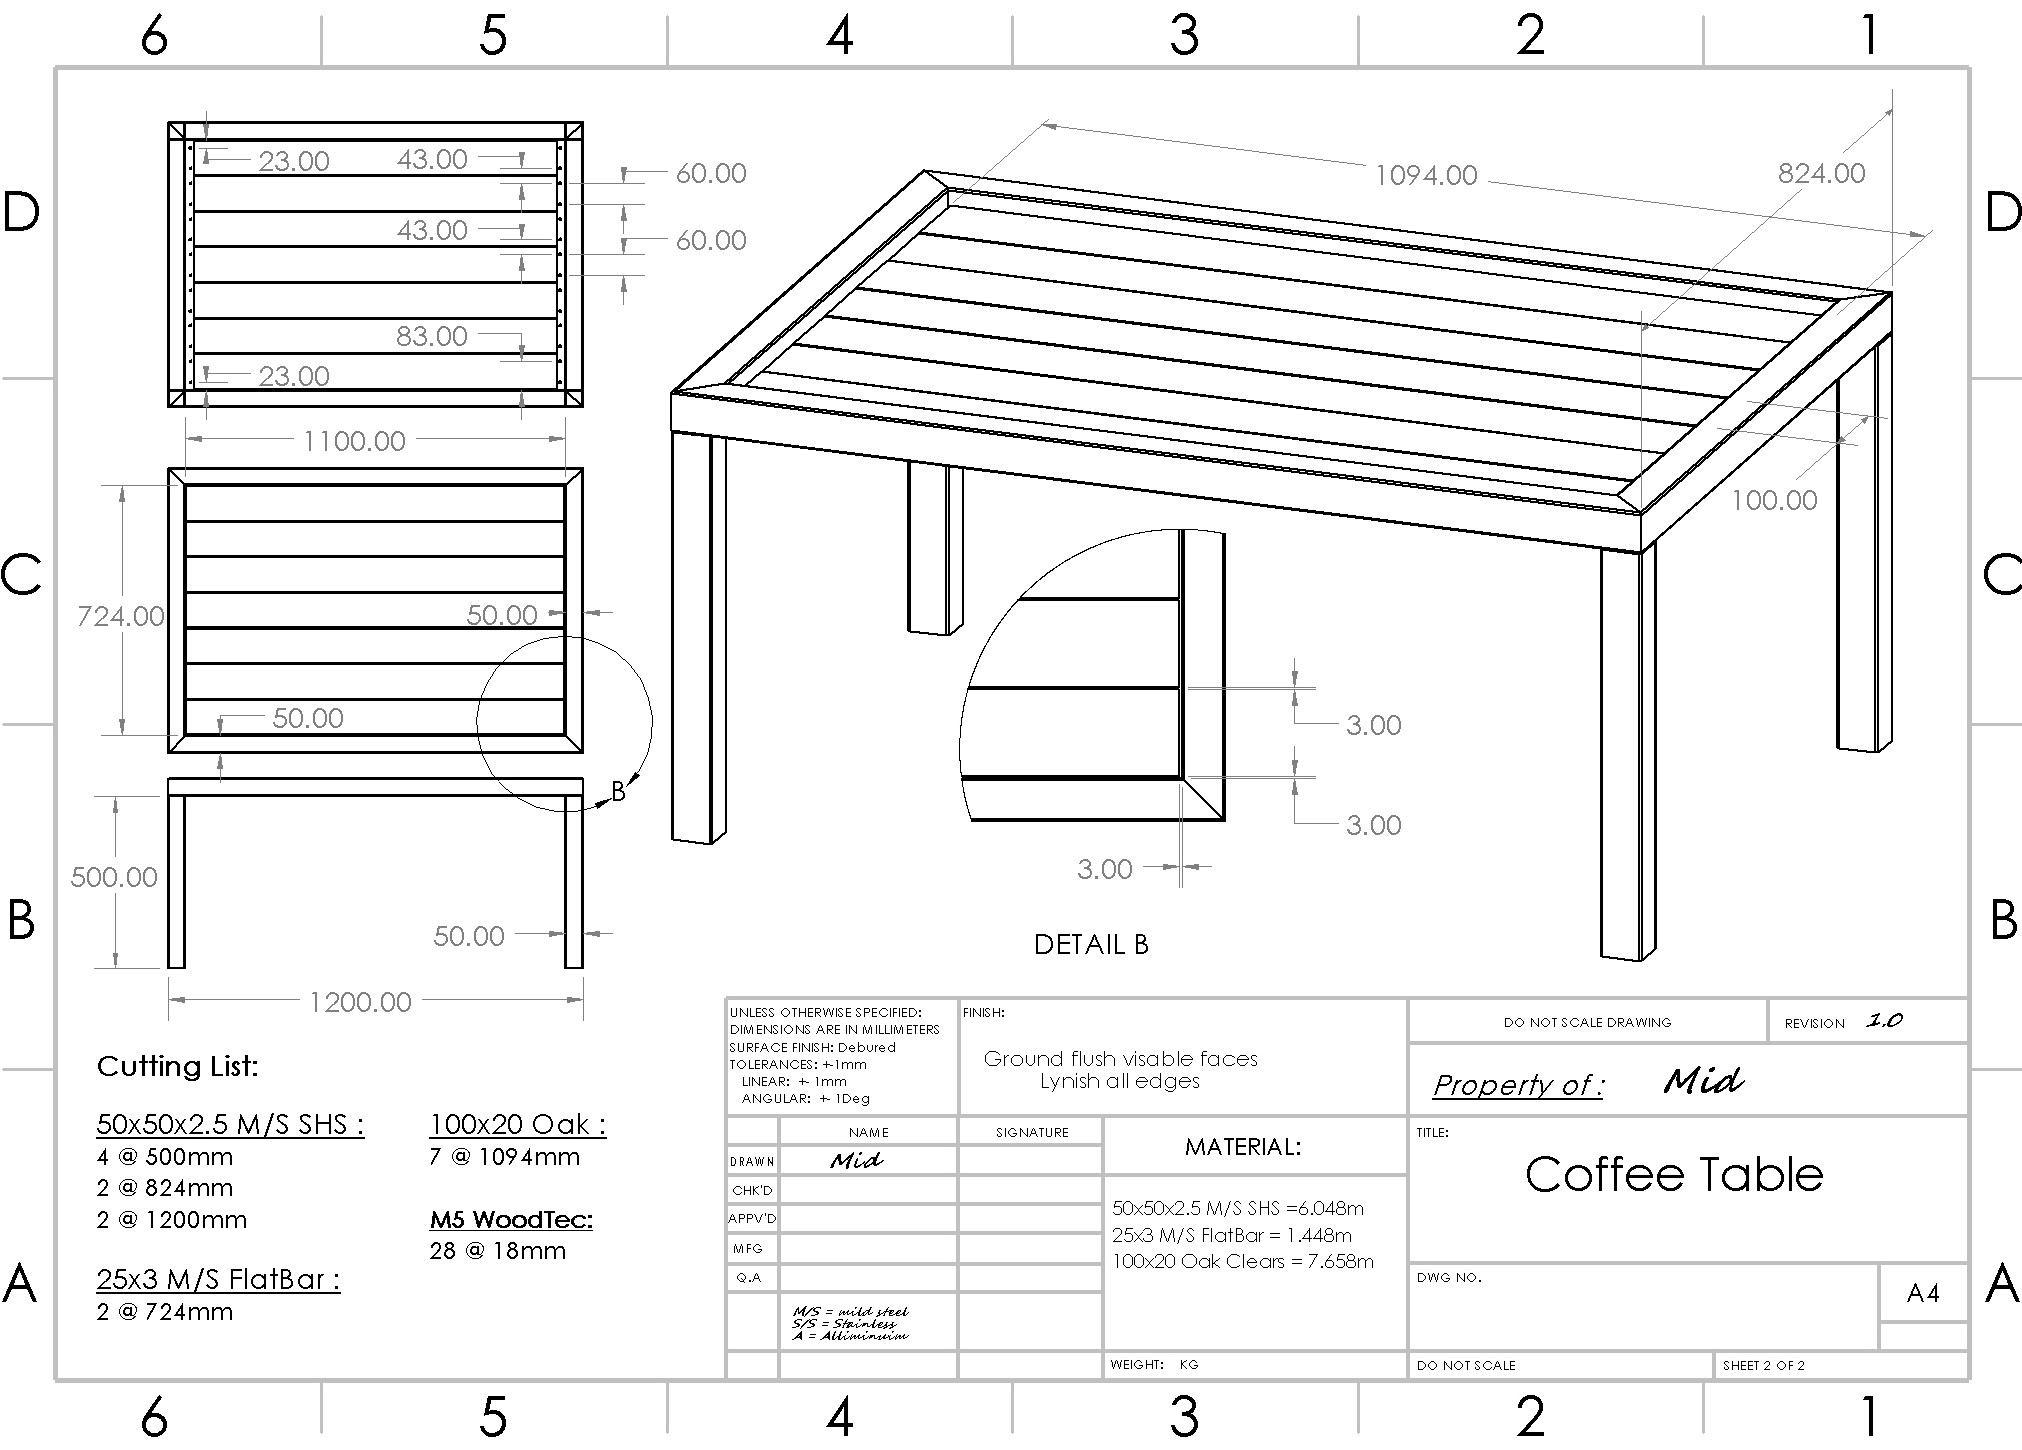 6 5 4 3 2 1
D D
C C
B B
A A
6 5 4 3 2 1
23.00 43.00 60.00
43.00 60.00
83.00
23.00
1100.00
724.00 50.00
50.00
B
500.00
50.00
1200.00
1094.00
824.00
100.00
3.00
3.00
3.00
DETAIL B
Cutting List:
50x50x2.5 M/S SHS :
4 @ 500mm
2 @ 824mm
2 @ 1200mm
25x3 M/S FlatBar :
2 @ 724mm
100x20 Oak :
7 @ 1094mm
M5 WoodTec:
28 @ 18mm
UNLESS OTHERWISE SPECIFIED:
DIMENSIONS ARE IN MILLIMETERS
SURFACE FINISH: Debured
TOLERANCES: +-1mm
LINEAR: +- 1mm
ANGULAR: +- 1Deg
FINISH:
Ground flush visable faces
Lynish all edges
DO NOT SCALE DRAWING
REVISION 1.0
Property of : Mid
NAME SIGNATURE
DRAWN Mid
CHK'D
APPV'D
MFG
Q.A
M/S = mild steel
S/S = Stainless
A = Alliminuim
MATERIAL:
50x50x2.5 M/S SHS =6.048m
25x3 M/S FlatBar = 1.448m
100x20 Oak Clears = 7.658m
WEIGHT: KG
TITLE:
Coffee Table
DWG NO.
A4
DO NOT SCALE
SHEET 2 OF 2